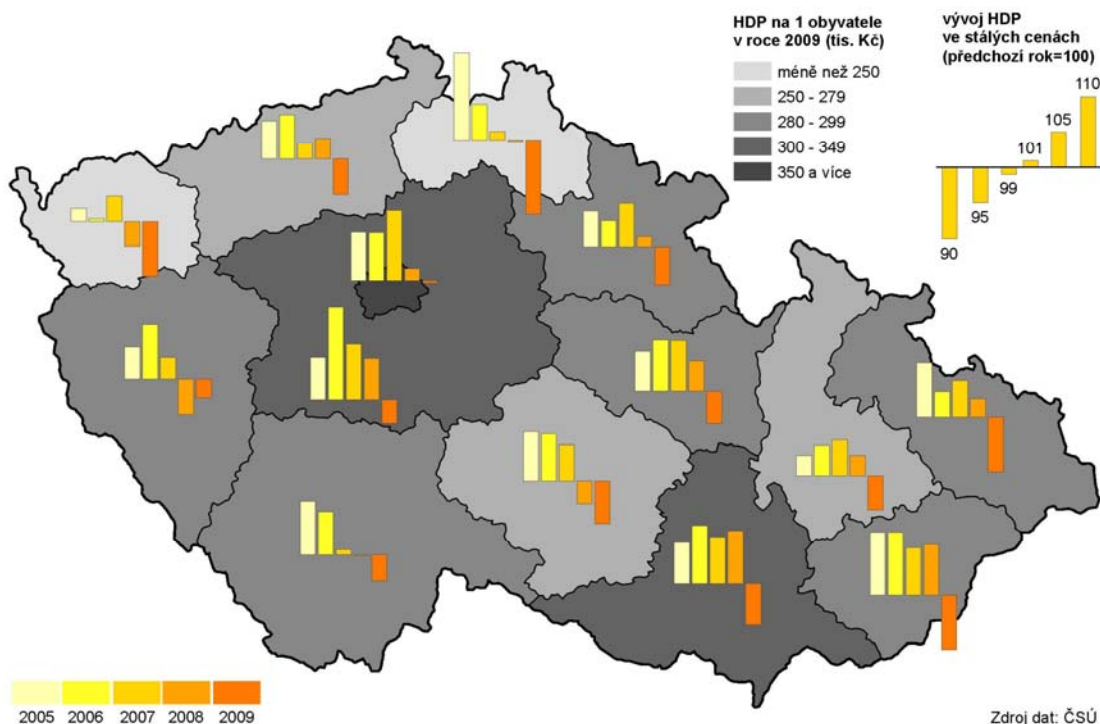 HDP na 1 obyvatele
v roce 2009 (tis. Kč)
méně než 250
250 - 279
280 - 299
300 - 349
350 a více
vývoj HDP
ve stálých cenách
(předchozí rok=100)
110
105
101
99
95
90
2005 2006 2007 2008 2009
Zdroj dat: ČSÚ